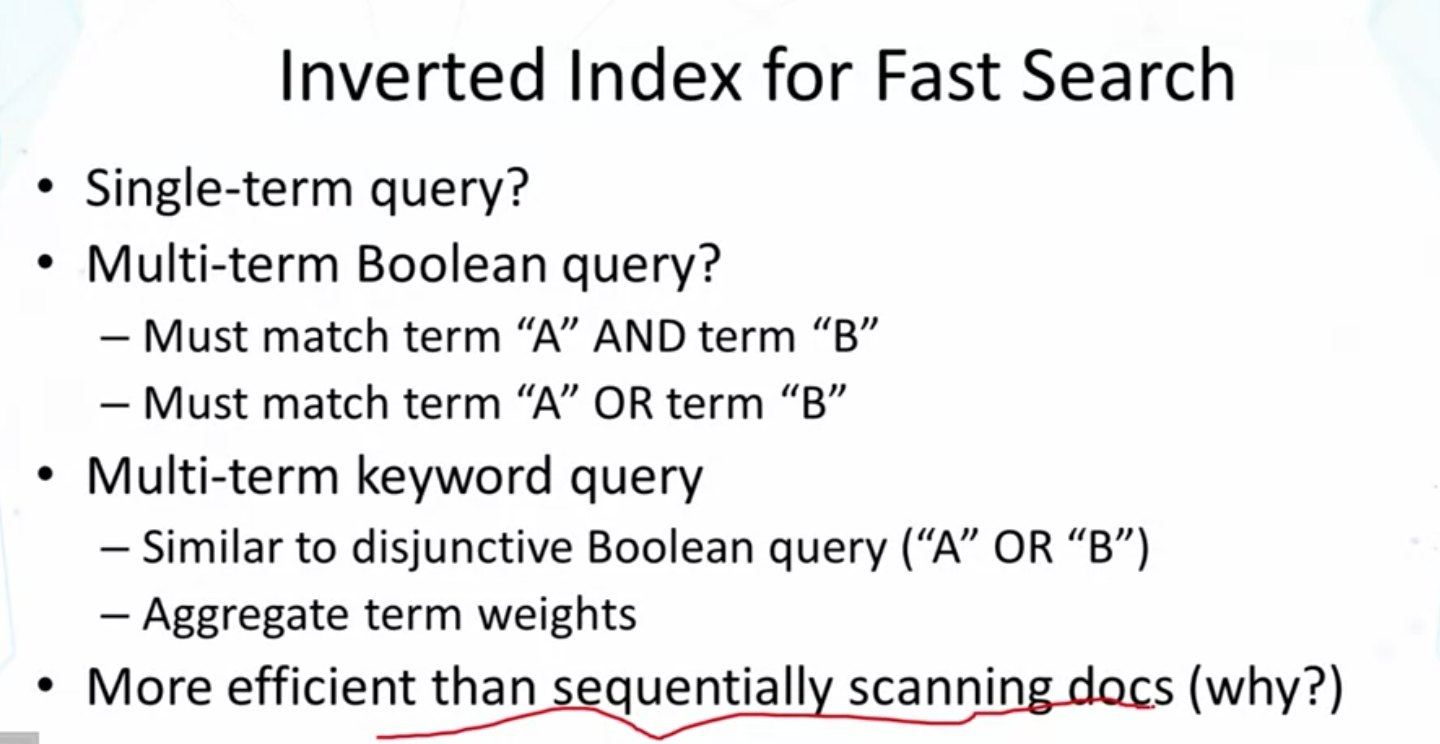 Inverted Index for Fast Search
• Single-term query?
• Multi-term Boolean query?
– Must match term “A” AND term “B”
– Must match term “A” OR term “B”
• Multi-term keyword query
– Similar to disjunctive Boolean query (“A” OR “B”)
– Aggregate term weights
• More efficient than sequentially scanning docs (why?)